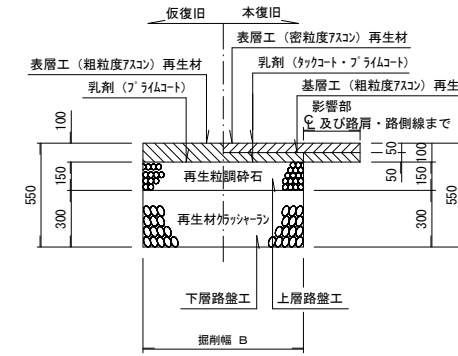 仮復旧　本復旧
表層工（密粒度アスコン）再生材
表層工（粗粒度アスコン）再生材
乳剤（タックコート・プライムコート）
乳剤（プライムコート）
基層工（粗粒度アスコン）再生
影響部
℄ 及び路肩・路側線まで
100
50
100
50
550
150
再生粒調砕石
150
550
300
再生材クラッシャーラン
300
下層路盤工
上層路盤工
掘削幅 B